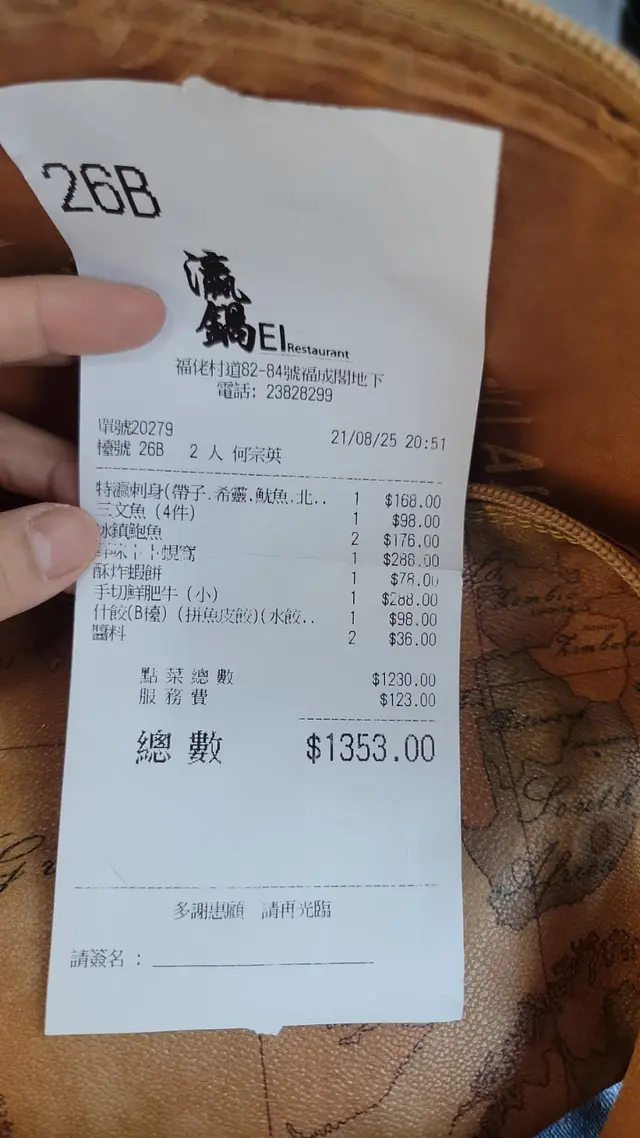 26B
瀛
鍋 EI Restaurant
福佬村道82-84號福成閣地下
電話: 23828299
單號20279 21/08/25 20:51
檯號 26B 2 人 何宗英
特瀛刺身(帶子.希靈.魷魚.北.. 1 $168.00
三文魚 (4件) 1 $98.00
冰鎮鮑魚 2 $176.00
蜆窩 1 $288.00
酥炸蝦餅 1 $78.00
手切鮮肥牛 (小) 1 $288.00
什餃(B檯) (拼魚皮餃)(水餃.. 1 $98.00
醬料 2 $36.00
點菜總數 $1230.00
服務費 $123.00
總數 $1353.00
多謝惠顧 請再光臨
請簽名 :
South
Africa